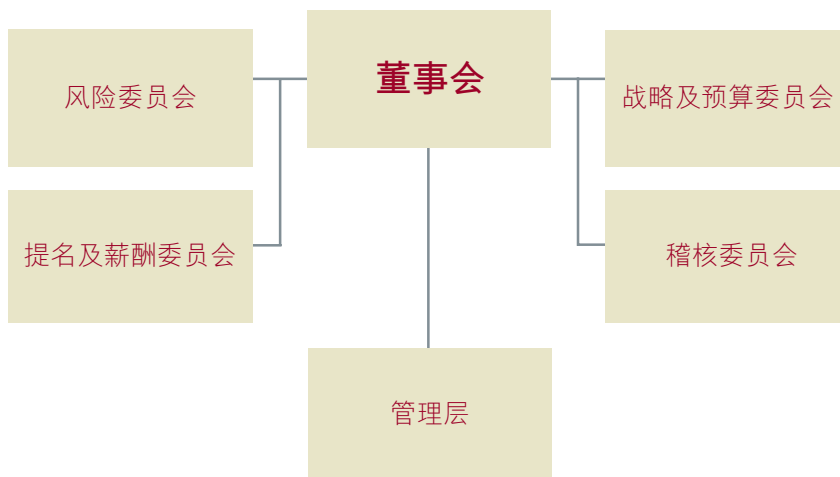 董事会
风险委员会
战略及预算委员会
提名及薪酬委员会
稽核委员会
管理层